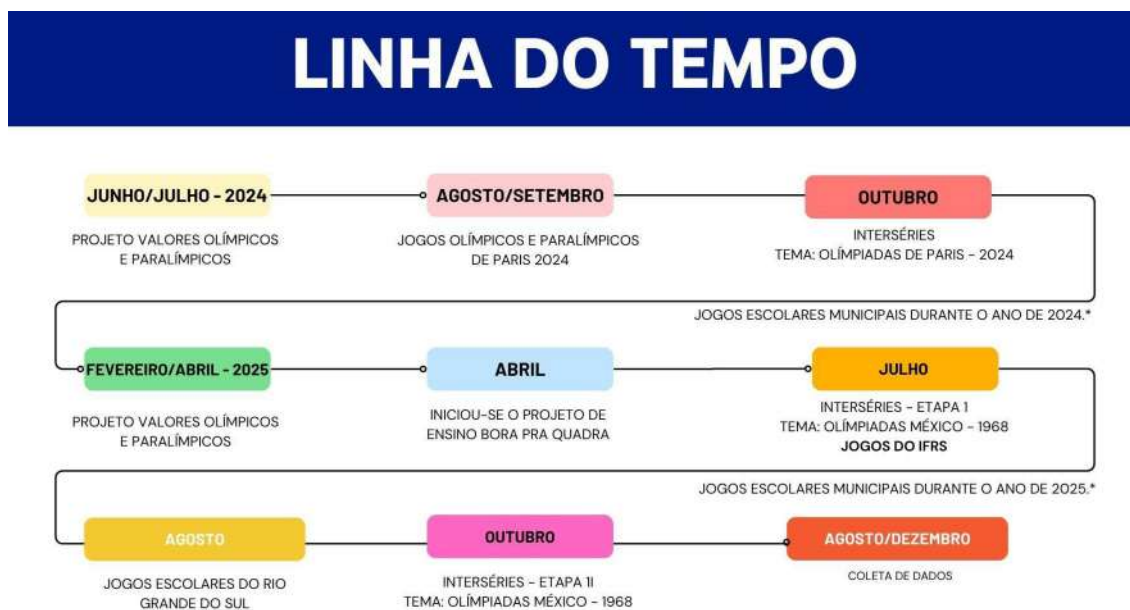 LINHA DO TEMPO
JUNHO/JULHO - 2024
PROJETO VALORES OLÍMPICOS
E PARALÍMPICOS
AGOSTO/SETEMBRO
JOGOS OLÍMPICOS E PARALÍMPICOS
DE PARIS 2024
OUTUBRO
INTERSÉRIES
TEMA: OLÍMPIADAS DE PARIS - 2024
JOGOS ESCOLARES MUNICIPAIS DURANTE O ANO DE 2024.*
FEVEREIRO/ABRIL - 2025
PROJETO VALORES OLÍMPICOS
E PARALÍMPICOS
ABRIL
INICIOU-SE O PROJETO DE
ENSINO BORA PRA QUADRA
JULHO
INTERSÉRIES - ETAPA 1
TEMA: OLÍMPIADAS MÉXICO - 1968
JOGOS DO IFRS
JOGOS ESCOLARES MUNICIPAIS DURANTE O ANO DE 2025.*
AGOSTO
JOGOS ESCOLARES DO RIO
GRANDE DO SUL
OUTUBRO
INTERSÉRIES - ETAPA 1I
TEMA: OLÍMPIADAS MÉXICO - 1968
AGOSTO/DEZEMBRO
COLETA DE DADOS